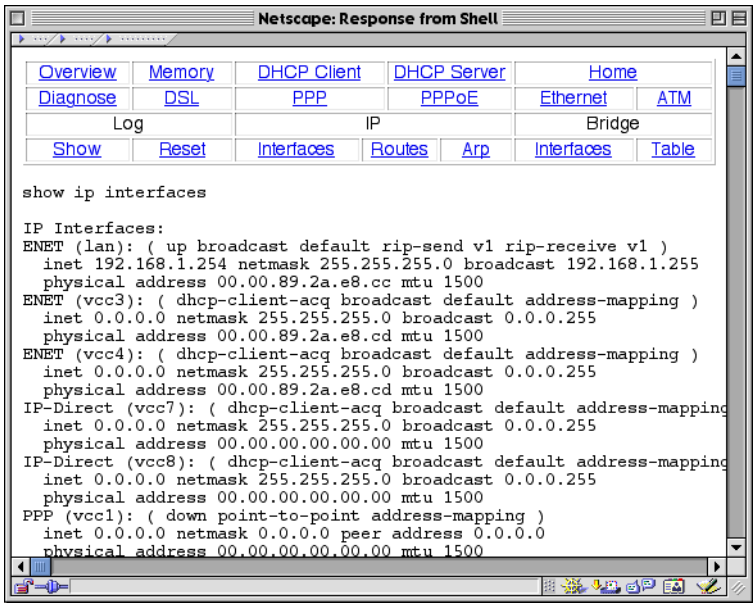 Netscape: Response from Shell
Overview Memory DHCP Client DHCP Server Home
Diagnose DSL PPP PPPoE Ethernet ATM
Log IP Bridge
Show Reset Interfaces Routes Arp Interfaces Table
show ip interfaces
IP Interfaces:
ENET (lan): ( up broadcast default rip-send v1 rip-receive v1 )
inet 192.168.1.254 netmask 255.255.255.0 broadcast 192.168.1.255
physical address 00.00.89.2a.e8.cc mtu 1500
ENET (vcc3): ( dhcp-client-acq broadcast default address-mapping )
inet 0.0.0.0 netmask 255.255.255.0 broadcast 0.0.0.255
physical address 00.00.89.2a.e8.cd mtu 1500
ENET (vcc4): ( dhcp-client-acq broadcast default address-mapping )
inet 0.0.0.0 netmask 255.255.255.0 broadcast 0.0.0.255
physical address 00.00.89.2a.e8.cd mtu 1500
IP-Direct (vcc7): ( dhcp-client-acq broadcast default address-mapping
inet 0.0.0.0 netmask 255.255.255.0 broadcast 0.0.0.255
physical address 00.00.00.00.00.00 mtu 1500
IP-Direct (vcc8): ( dhcp-client-acq broadcast default address-mapping
inet 0.0.0.0 netmask 255.255.255.0 broadcast 0.0.0.255
physical address 00.00.00.00.00.00 mtu 1500
PPP (vcc1): ( down point-to-point address-mapping )
inet 0.0.0.0 netmask 0.0.0.0 peer address 0.0.0.0
physical address 00.00.00.00.00.00 mtu 1500